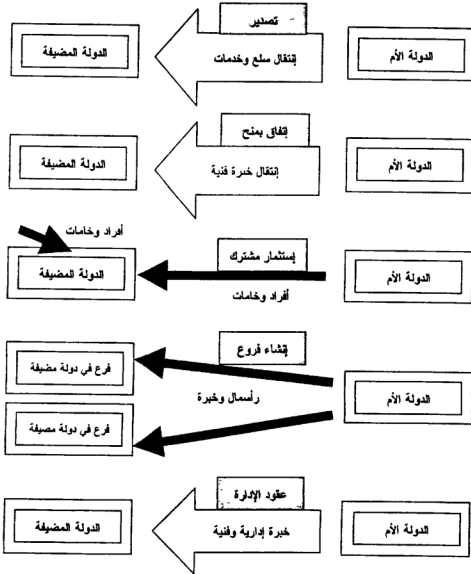 تصدير
الدولة الأم
إنتقال سلع وخدمات
الدولة المضيفة
إتفاق بمنح
الدولة الأم
إنتقال خبرة فنية
الدولة المضيفة
أفراد وخامات
إستثمار مشترك
الدولة الأم
الدولة المضيفة
أفراد وخامات
إنشاء فروع
فرع في دولة مضيفة
الدولة الأم
رأسمال وخبرة
فرع في دولة مضيفة
عقود الإدارة
الدولة الأم
خبرة إدارية وفنية
الدولة المضيفة